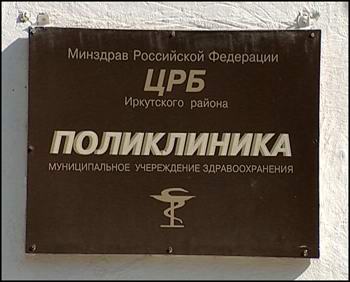 Минздрав Российской Федерации
ЦРБ
Иркутского района
ПОЛИКЛИНИКА
МУНИЦИПАЛЬНОЕ УЧЕРЕЖДЕНИЕ ЗДРАВООХРАНЕНИЯ